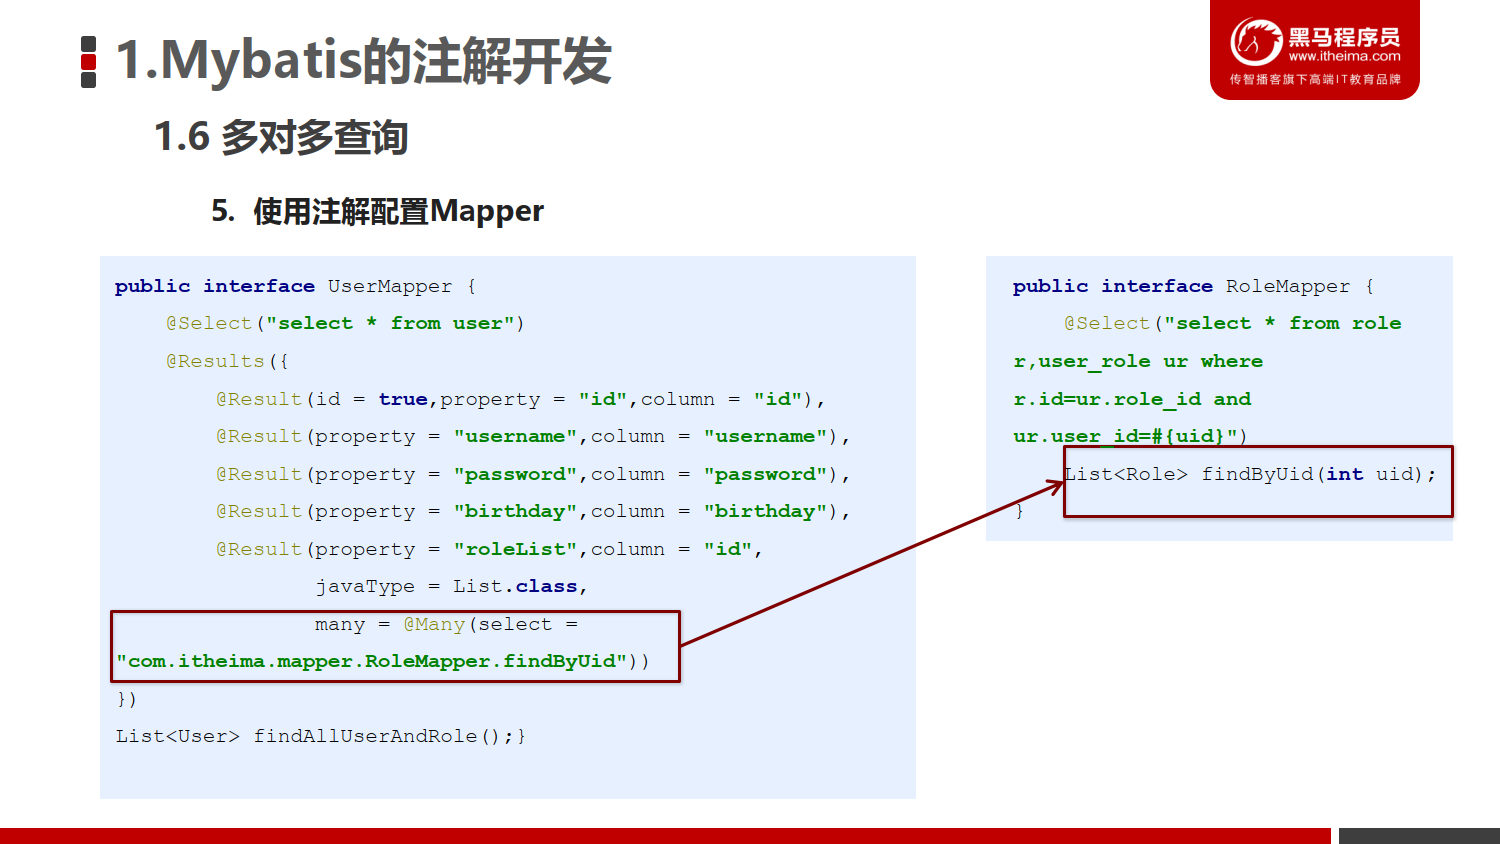 1.Mybatis的注解开发
黑马程序员
www.itheima.com
传智播客旗下高端IT教育品牌
1.6 多对多查询
5. 使用注解配置Mapper
public interface UserMapper {
@Select("select * from user")
@Results({
@Result(id = true,property = "id",column = "id"),
@Result(property = "username",column = "username"),
@Result(property = "password",column = "password"),
@Result(property = "birthday",column = "birthday"),
@Result(property = "roleList",column = "id",
javaType = List.class,
many = @Many(select =
"com.itheima.mapper.RoleMapper.findByUid"))
})
List<User> findAllUserAndRole();}
public interface RoleMapper {
@Select("select * from role
r,user_role ur where
r.id=ur.role_id and
ur.user_id=#{uid}")
List<Role> findByUid(int uid);
}